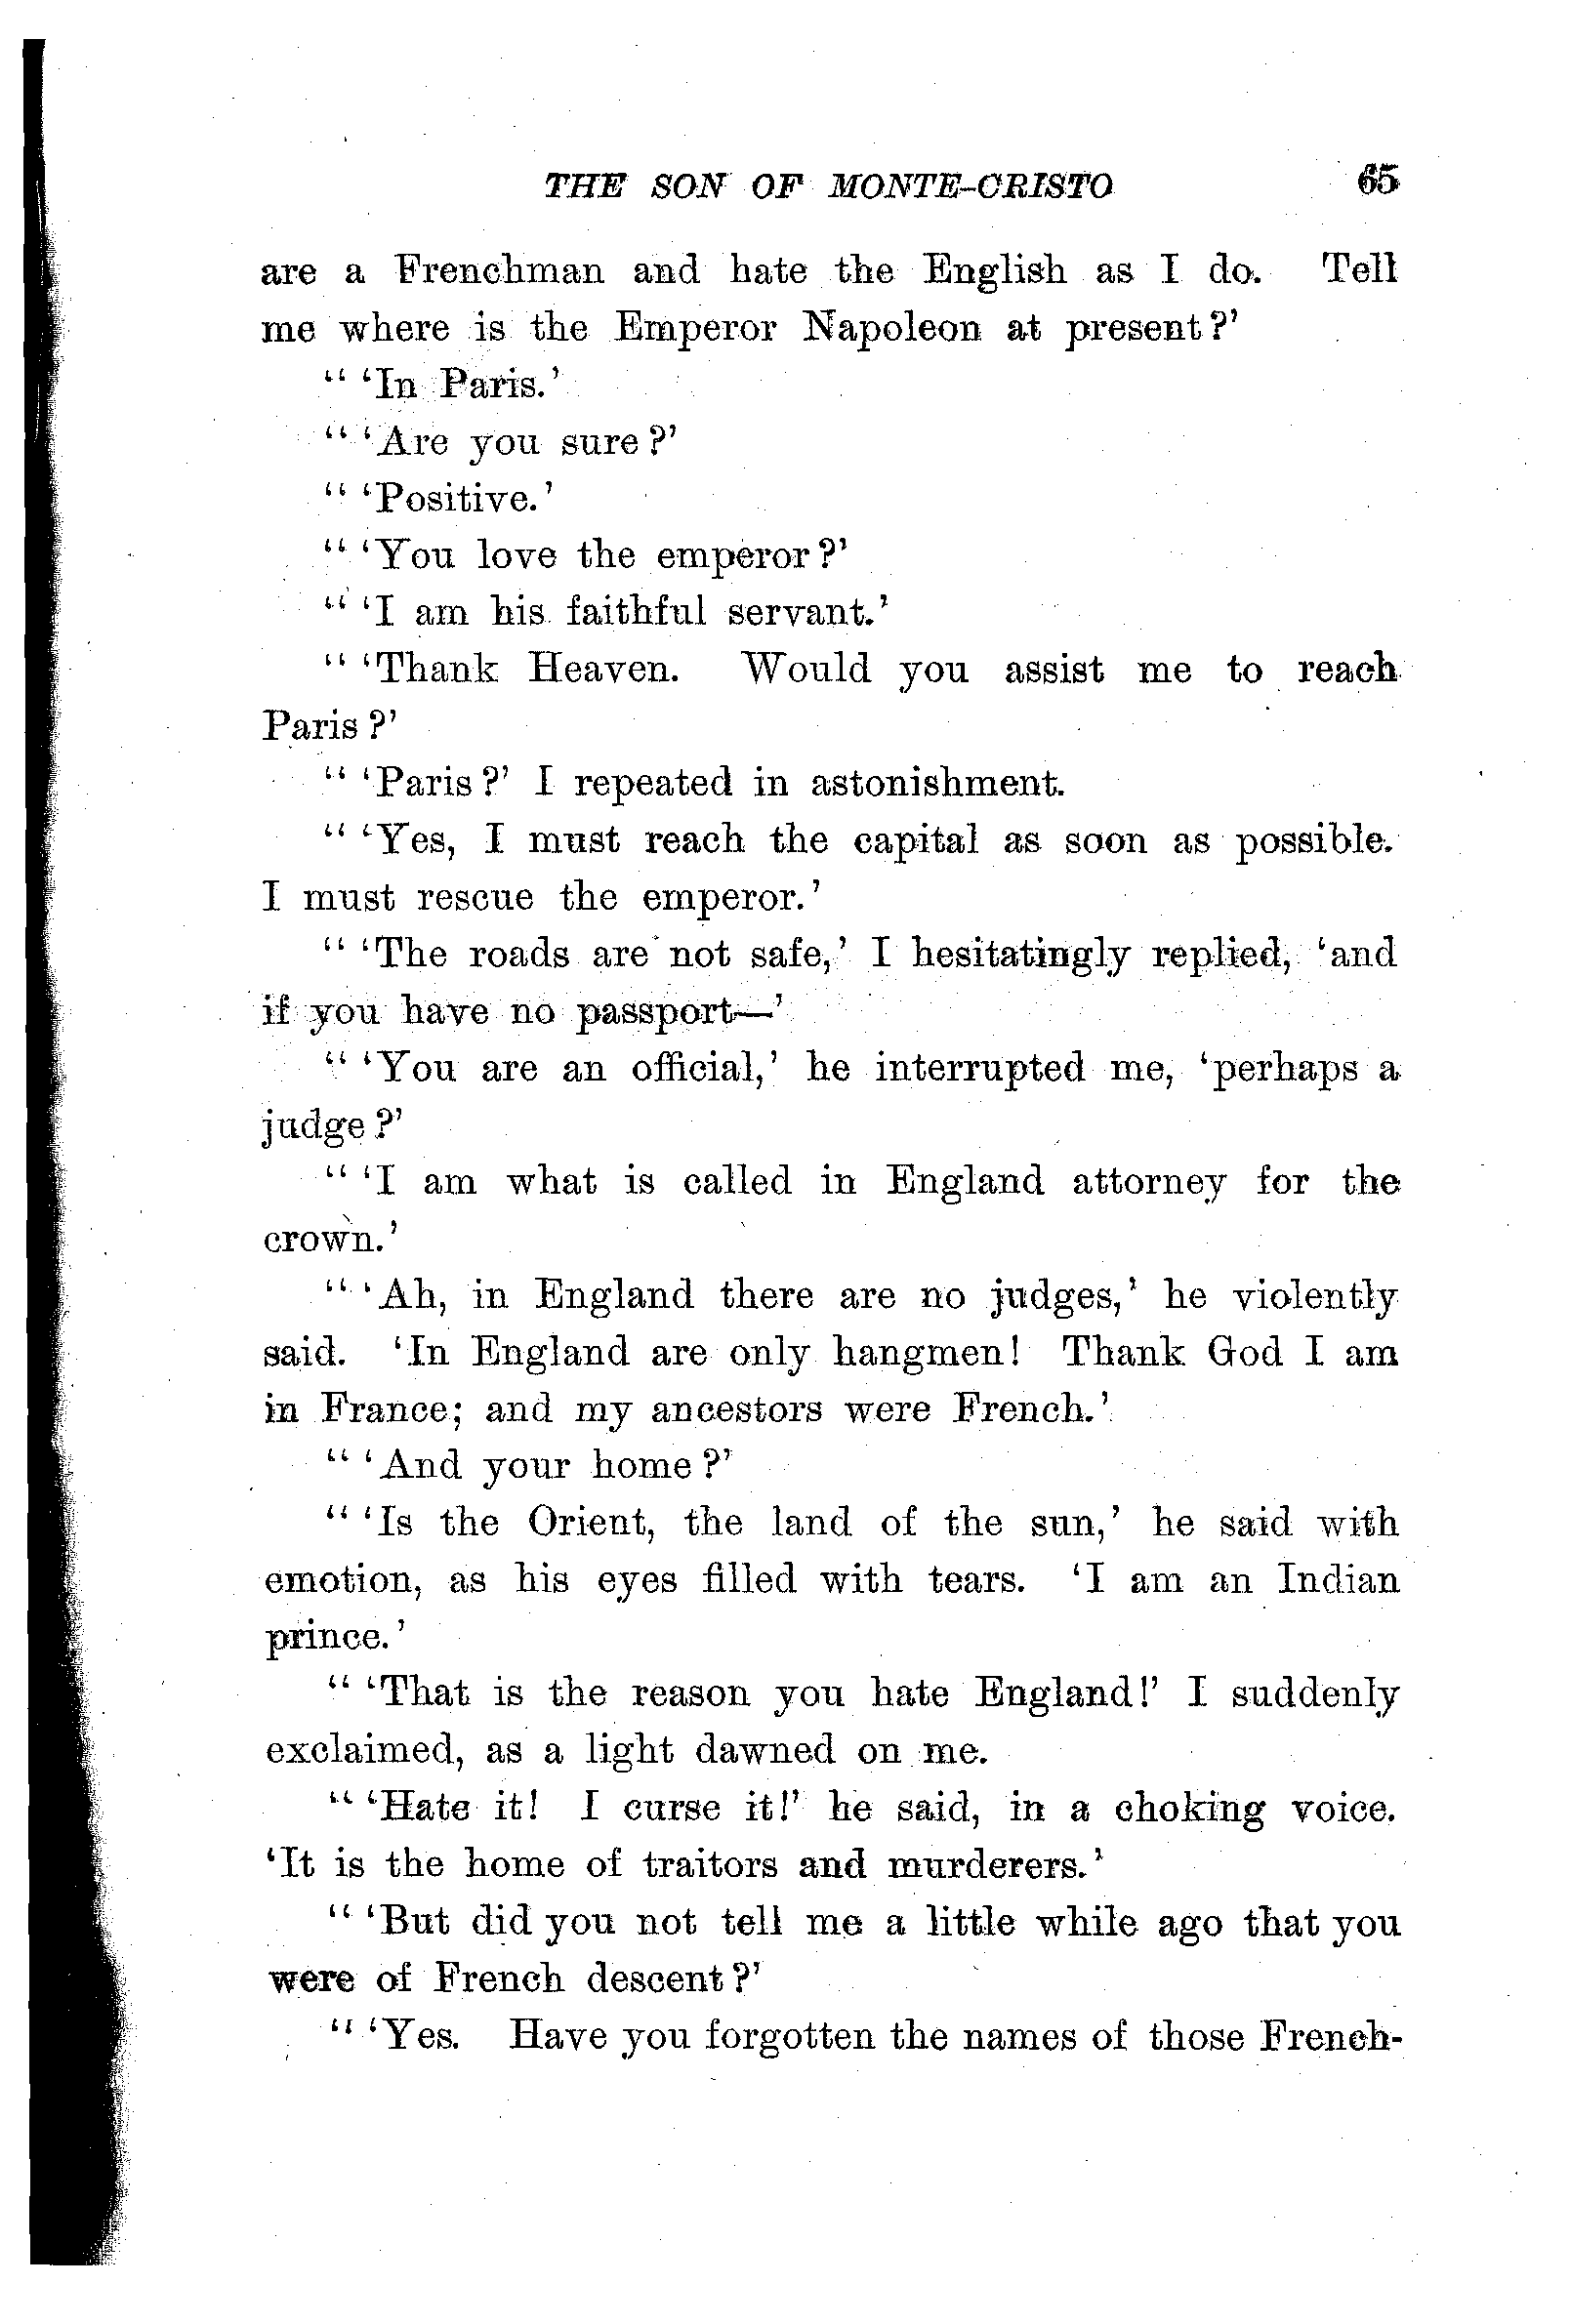 THE SON OF MONTE-CRISTO 65
are a Frenchman and hate the English as I do. Tell
me where is the Emperor Napoleon at present?'
“ ‘In Paris.’
“ ‘Are you sure?’
“ ‘Positive.’
“ ‘You love the emperor?’
“ ‘I am his faithful servant.’
“ ‘Thank Heaven. Would you assist me to reach
Paris?’
“ ‘Paris?’ I repeated in astonishment.
“ ‘Yes, I must reach the capital as soon as possible.
I must rescue the emperor.’
“ ‘The roads are not safe,’ I hesitatingly replied, ‘and
if you have no passport—’
“ ‘You are an official,’ he interrupted me, ‘perhaps a
judge?’
“ ‘I am what is called in England attorney for the
crown.’
“ ‘Ah, in England there are no judges,’ he violently
said. ‘In England are only hangmen! Thank God I am
in France; and my ancestors were French.’
“ ‘And your home?’
“ ‘Is the Orient, the land of the sun,’ he said with
emotion, as his eyes filled with tears. ‘I am an Indian
prince.’
“ ‘That is the reason you hate England!’ I suddenly
exclaimed, as a light dawned on me.
“ ‘Hate it! I curse it!’ he said, in a choking voice.
‘It is the home of traitors and murderers.’
“ ‘But did you not tell me a little while ago that you
were of French descent?’
“ ‘Yes. Have you forgotten the names of those French-